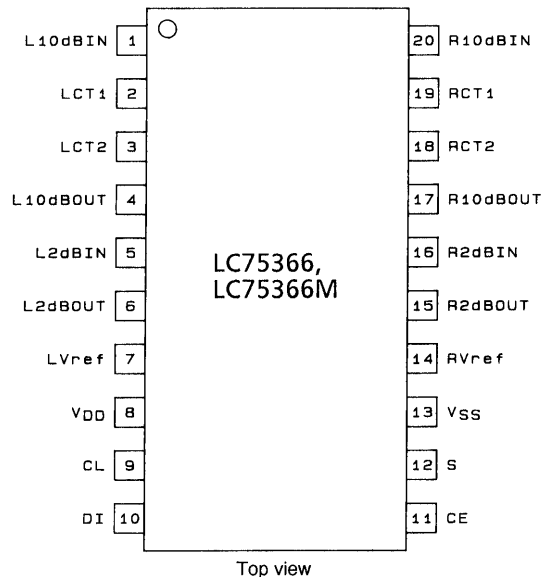 L10dBIN 1 20 R10dBIN
LCT1 2 19 RCT1
LCT2 3 18 RCT2
L10dBOUT 4 17 R10dBOUT
L2dBIN 5 16 R2dBIN
LC75366,
LC75366M
L2dBOUT 6 15 R2dBOUT
LVref 7 14 RVref
VDD 8 13 VSS
CL 9 12 S
DI 10 11 CE
Top view